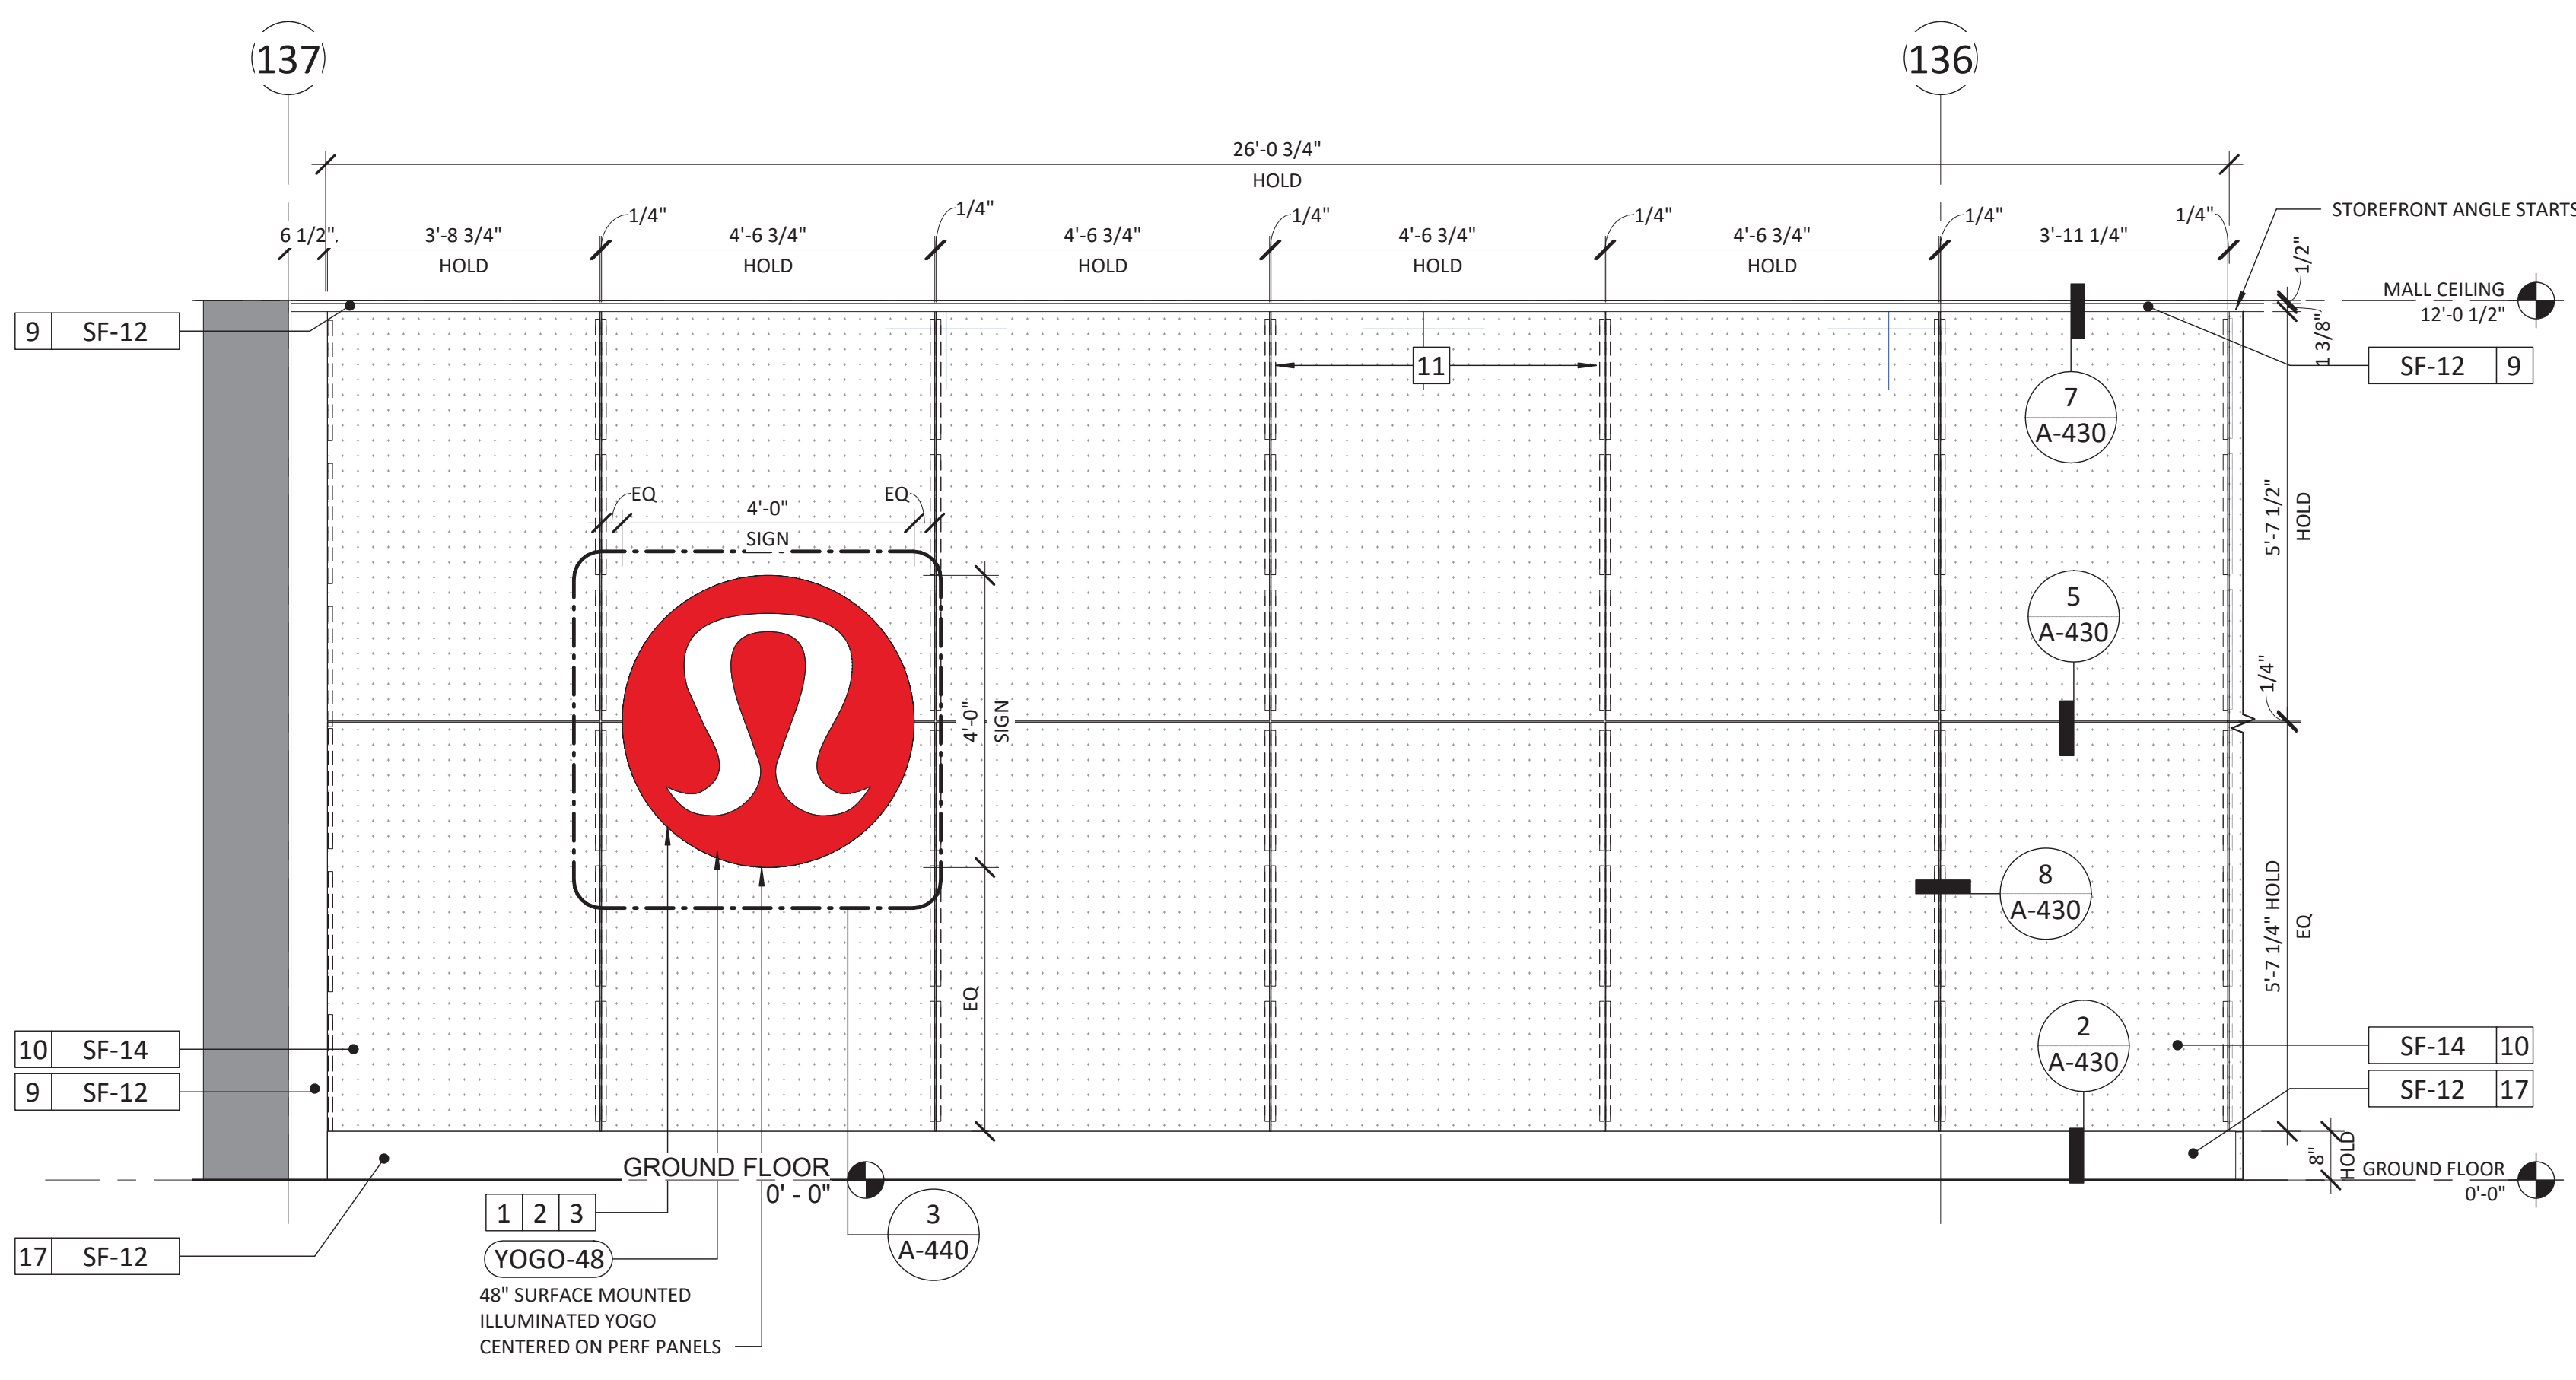 137
136
26'-0 3/4"
HOLD
6 1/2"
3'-8 3/4"
HOLD
1/4"
4'-6 3/4"
HOLD
1/4"
4'-6 3/4"
HOLD
1/4"
4'-6 3/4"
HOLD
1/4"
4'-6 3/4"
HOLD
1/4"
3'-11 1/4"
1/4"
STOREFRONT ANGLE STARTS
1/2"
MALL CEILING
12'-0 1/2"
1 3/8"
9 SF-12
SF-12 9
11
7
A-430
EQ
4'-0"
SIGN
EQ
5'-7 1/2"
HOLD
5
A-430
1/4"
4'-0"
SIGN
8
A-430
5'-7 1/4" HOLD
EQ
EQ
2
A-430
10 SF-14
9 SF-12
SF-14 10
SF-12 17
8"
HOLD
GROUND FLOOR
0'-0"
GROUND FLOOR
0' - 0"
1 2 3
3
A-440
17 SF-12
YOGO-48
48" SURFACE MOUNTED
ILLUMINATED YOGO
CENTERED ON PERF PANELS